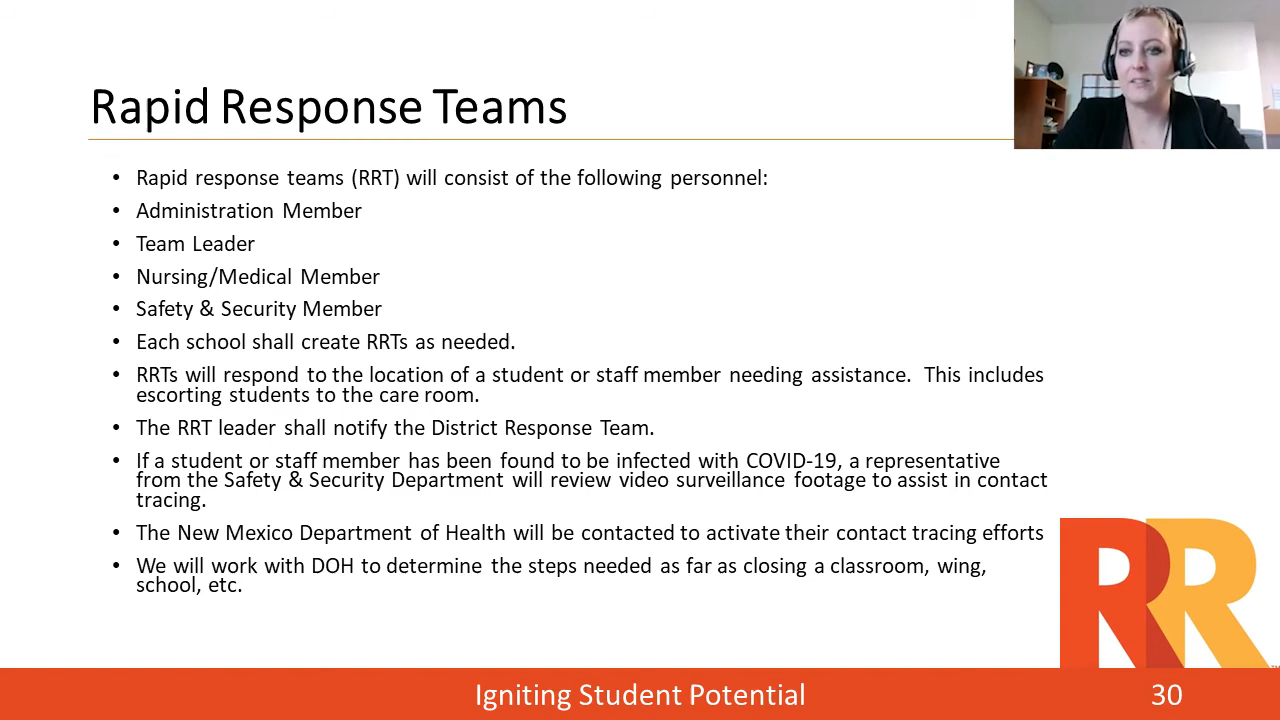 Rapid Response Teams
• Rapid response teams (RRT) will consist of the following personnel:
• Administration Member
• Team Leader
• Nursing/Medical Member
• Safety & Security Member
• Each school shall create RRTs as needed.
• RRTs will respond to the location of a student or staff member needing assistance.  This includes
escorting students to the care room.
• The RRT leader shall notify the District Response Team.
• If a student or staff member has been found to be infected with COVID-19, a representative
from the Safety & Security Department will review video surveillance footage to assist in contact
tracing.
• The New Mexico Department of Health will be contacted to activate their contact tracing efforts
• We will work with DOH to determine the steps needed as far as closing a classroom, wing,
school, etc.
RR
TM
Igniting Student Potential
30